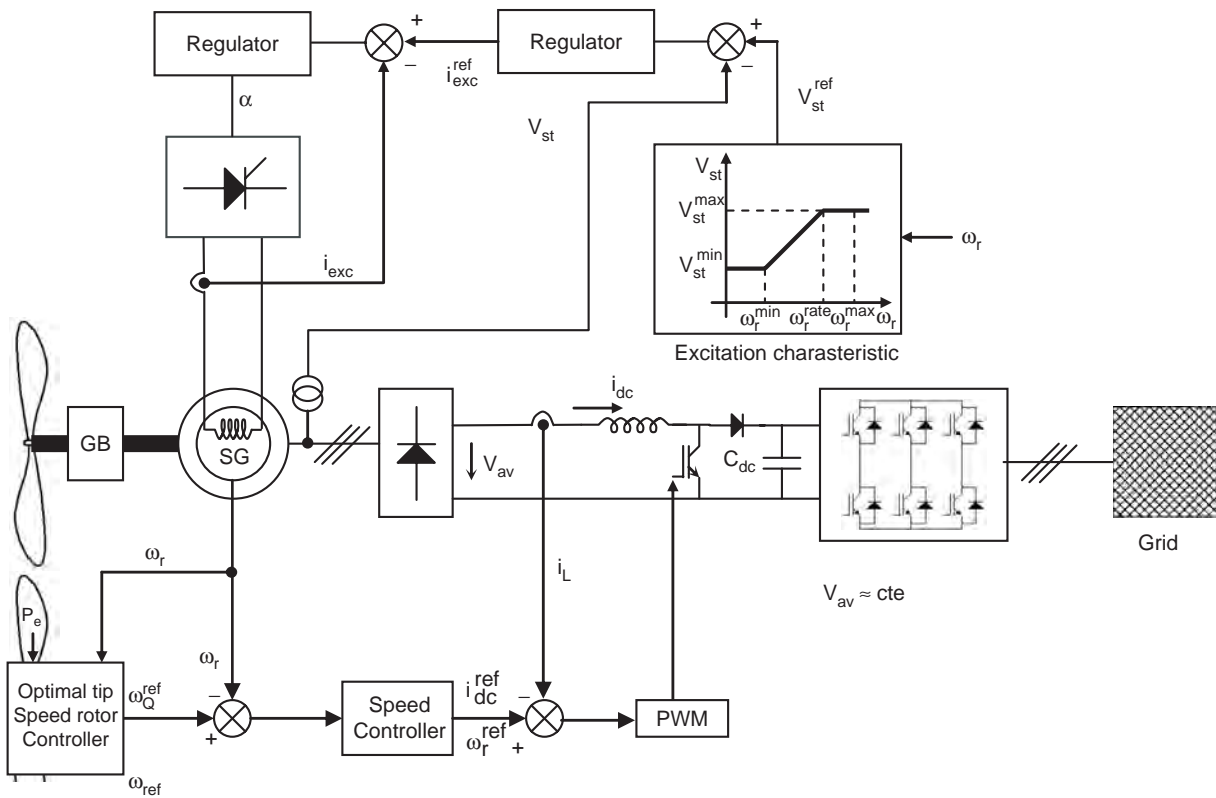 Regulator
+
−
i_exc^ref
Regulator
+
−
V_st^ref
α
V_st
V_st
V_st^max
V_st^min
ω_r^min
ω_r^rate
ω_r^max
ω_r
ω_r
Excitation charasteristic
i_exc
GB
SG
V_av
i_dc
C_dc
Grid
ω_r
i_L
V_av ≈ cte
P_e
ω_r
Optimal tip
Speed rotor
Controller
ω_Q^ref
−
+
Speed
Controller
i_dc^ref
ω_r^ref
−
+
PWM
ω_ref